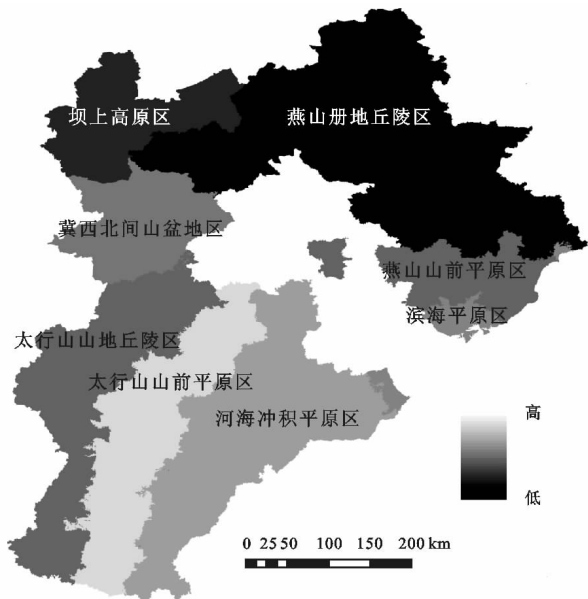 坝上高原区
燕山册地丘陵区
冀西北间山盆地区
燕山山前平原区
滨海平原区
太行山山地丘陵区
太行山山前平原区
河海冲积平原区
高
低
0 25 50 100 150 200 km